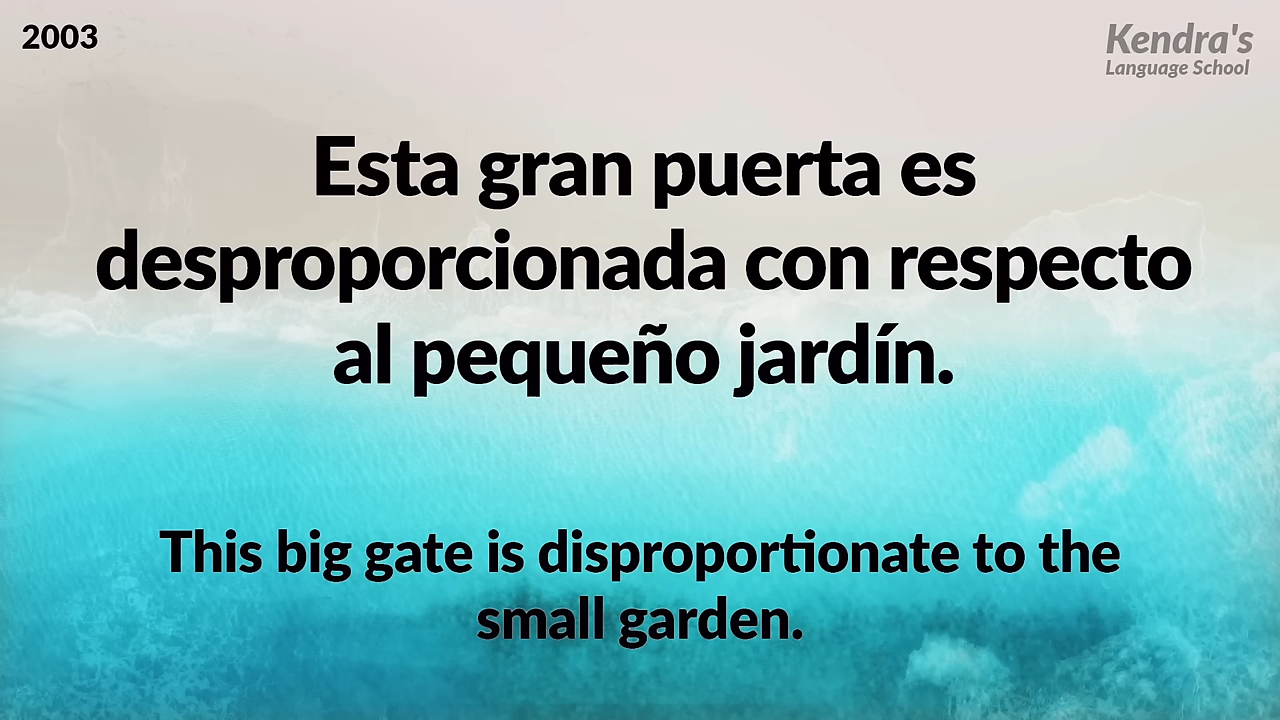 2003
Kendra's
Language School
Esta gran puerta es
desproporcionada con respecto
al pequeño jardín.
This big gate is disproportionate to the
small garden.